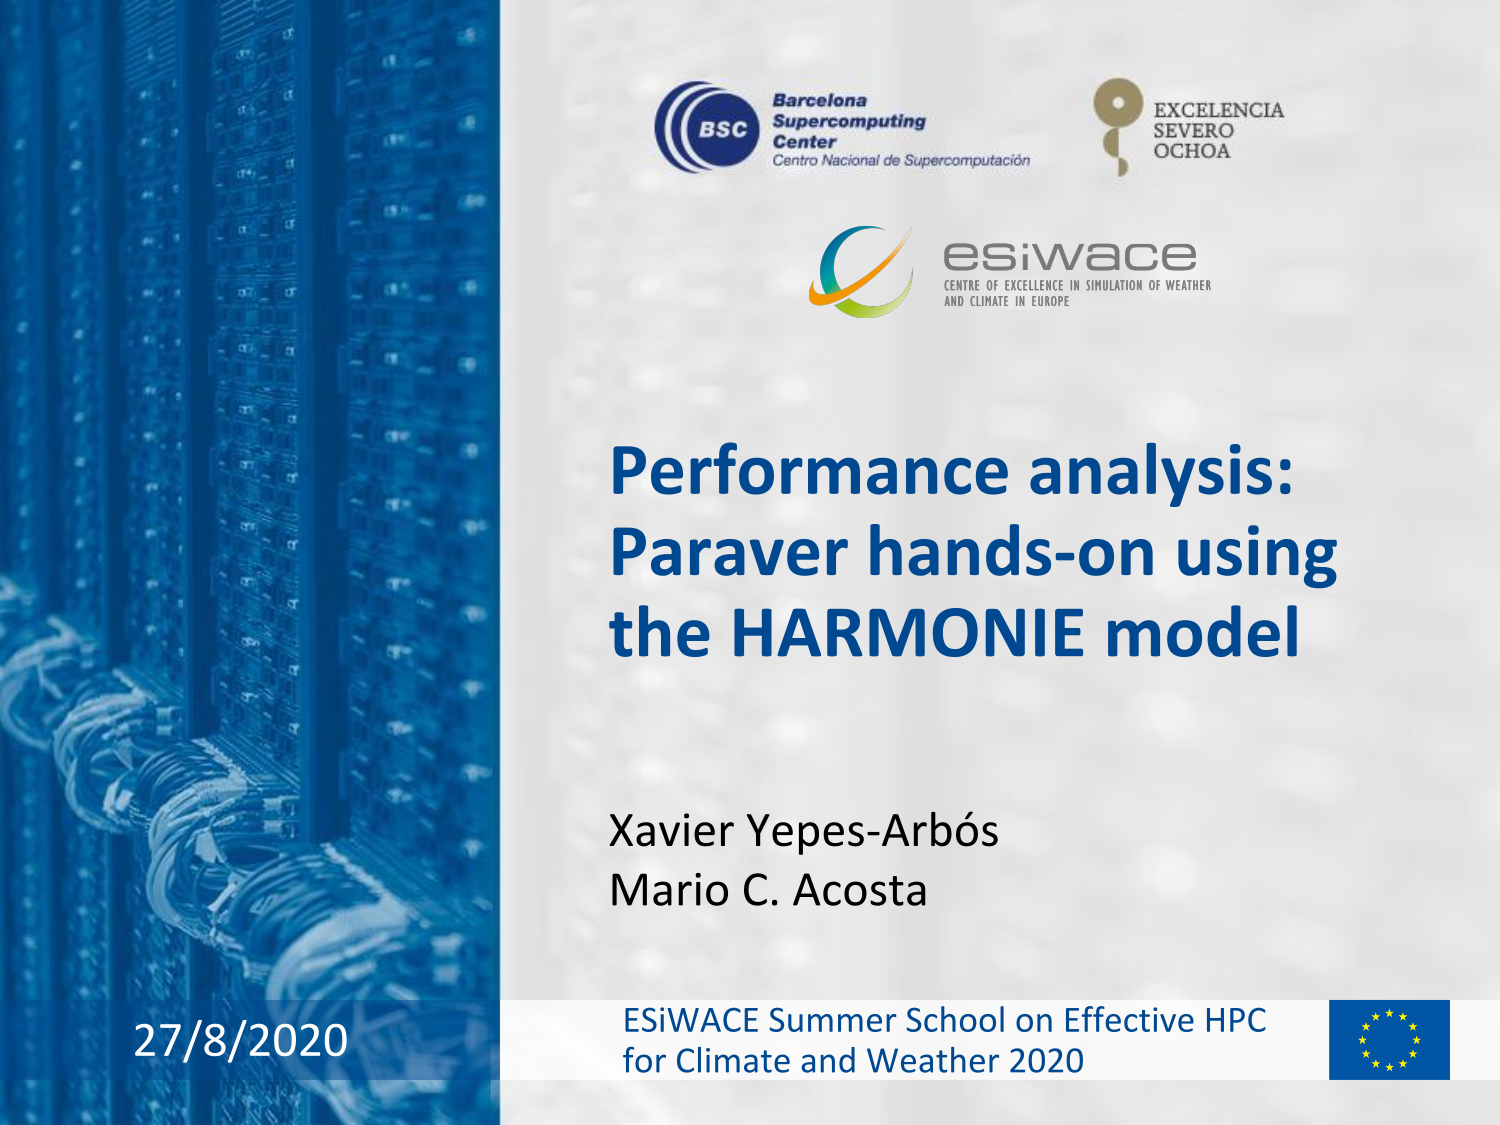 BSC
Barcelona
Supercomputing
Center
Centro Nacional de Supercomputación
EXCELENCIA
SEVERO
OCHOA
esiwace
CENTRE OF EXCELLENCE IN SIMULATION OF WEATHER
AND CLIMATE IN EUROPE
Performance analysis:
Paraver hands-on using
the HARMONIE model
Xavier Yepes-Arbós
Mario C. Acosta
27/8/2020
ESiWACE Summer School on Effective HPC
for Climate and Weather 2020